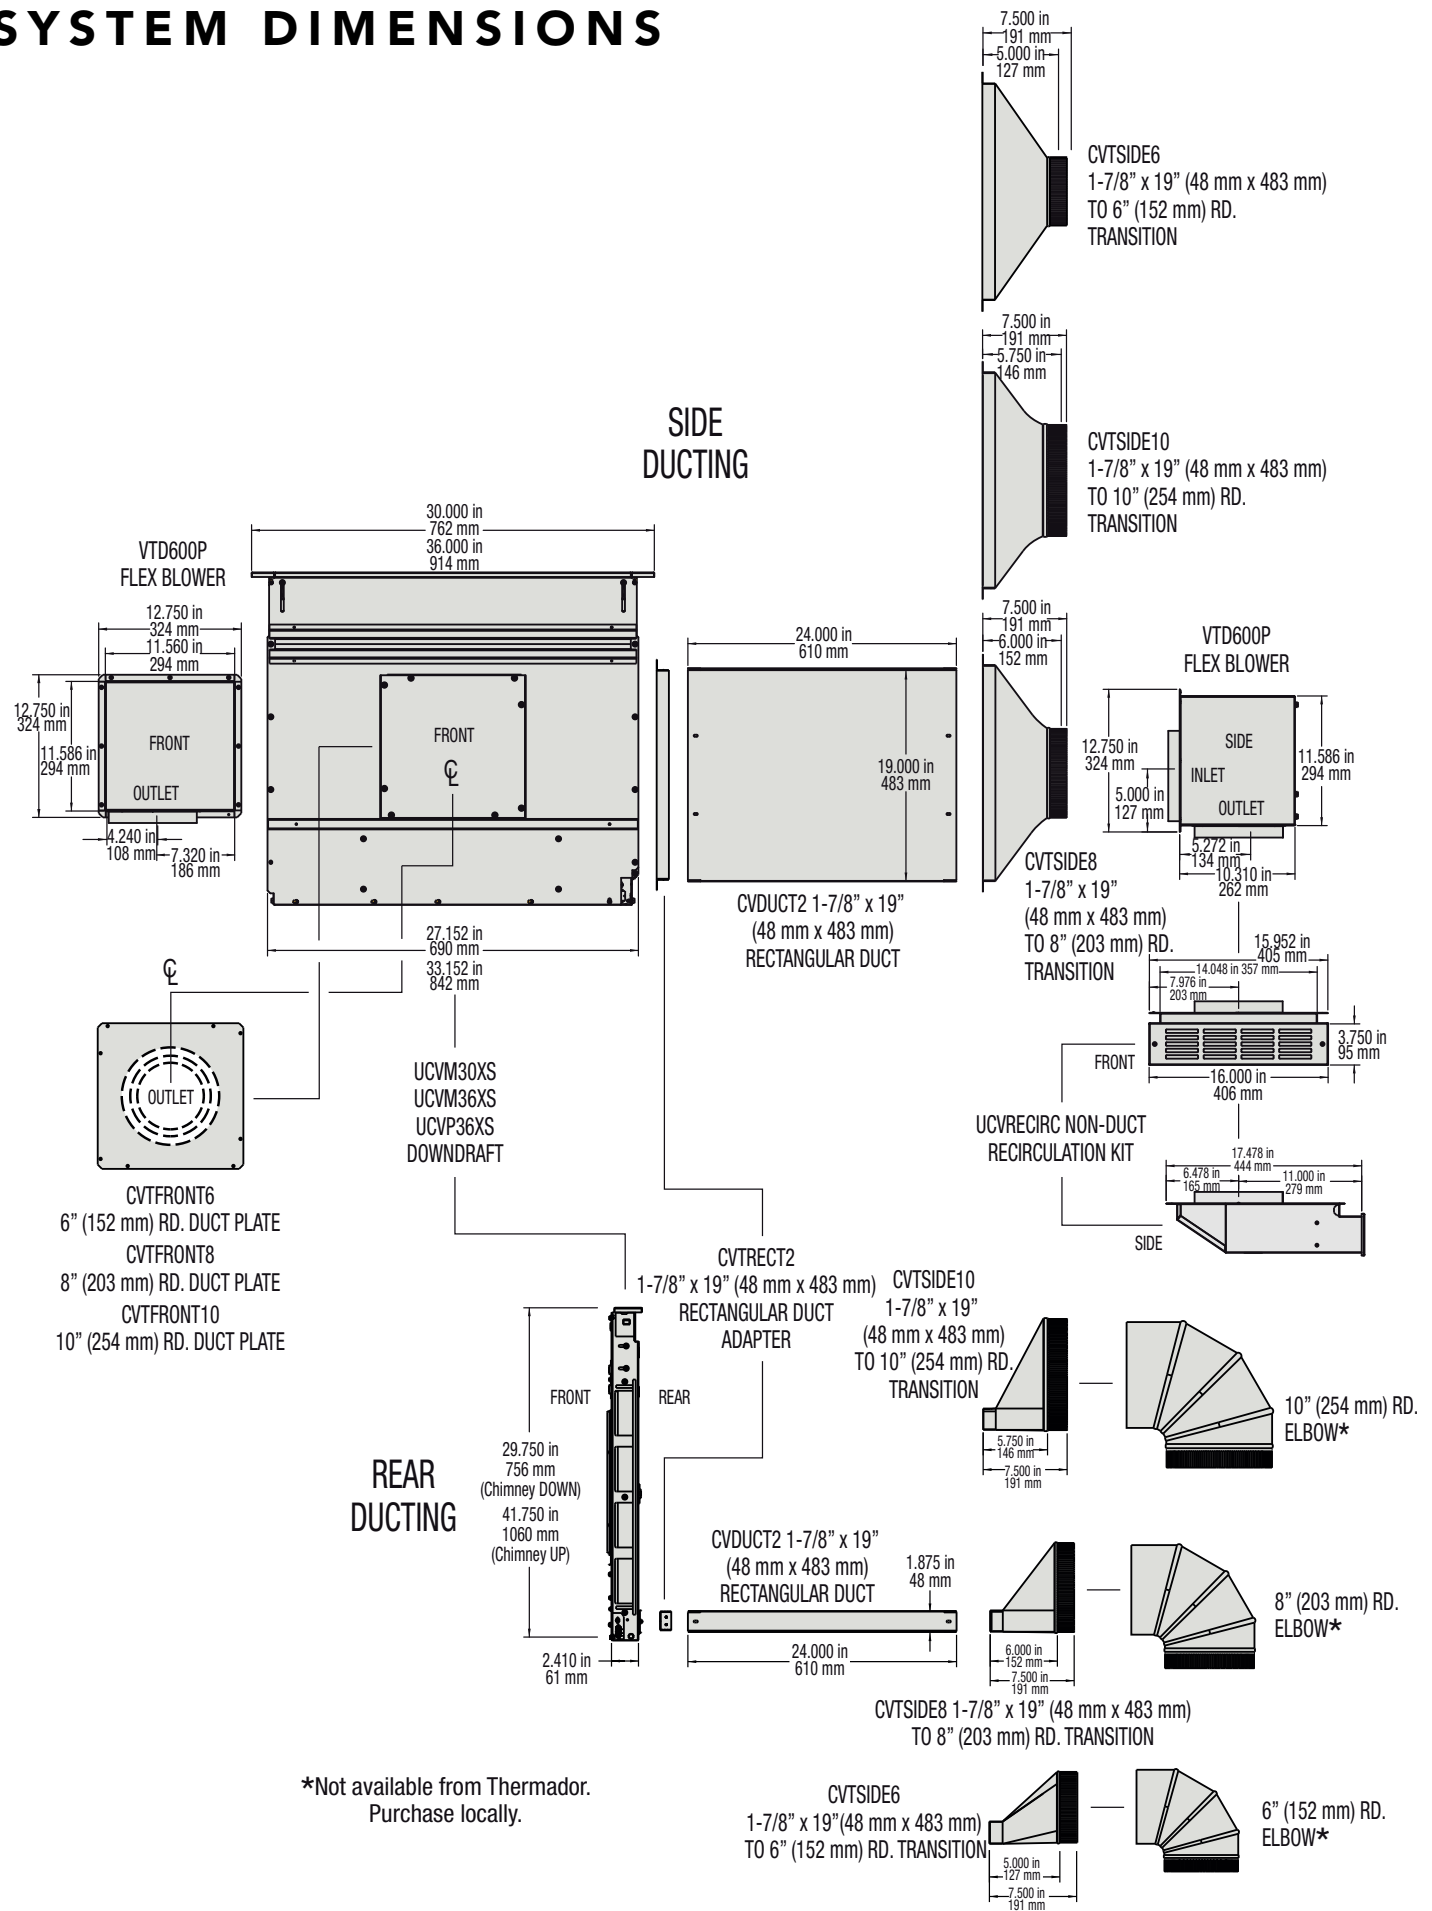 SYSTEM DIMENSIONS
7.500 in
191 mm
5.000 in
127 mm
CVTSIDE6
1-7/8” x 19” (48 mm x 483 mm)
TO 6” (152 mm) RD.
TRANSITION
7.500 in
191 mm
5.750 in
146 mm
CVTSIDE10
1-7/8” x 19” (48 mm x 483 mm)
TO 10” (254 mm) RD.
TRANSITION
SIDE
DUCTING
VTD600P
FLEX BLOWER
12.750 in
324 mm
11.560 in
294 mm
12.750 in
324 mm
11.586 in
294 mm
FRONT
OUTLET
4.240 in
108 mm
7.320 in
186 mm
30.000 in
762 mm
36.000 in
914 mm
FRONT
℄
27.152 in
690 mm
33.152 in
842 mm
24.000 in
610 mm
19.000 in
483 mm
CVDUCT2 1-7/8” x 19”
(48 mm x 483 mm)
RECTANGULAR DUCT
7.500 in
191 mm
6.000 in
152 mm
CVTSIDE8
1-7/8” x 19”
(48 mm x 483 mm)
TO 8” (203 mm) RD.
TRANSITION
VTD600P
FLEX BLOWER
12.750 in
324 mm
5.000 in
127 mm
SIDE
INLET
OUTLET
11.586 in
294 mm
5.272 in
134 mm
10.310 in
262 mm
15.952 in
405 mm
14.048 in 357 mm
7.976 in
203 mm
3.750 in
95 mm
FRONT
16.000 in
406 mm
UCVRECIRC NON-DUCT
RECIRCULATION KIT
17.478 in
444 mm
6.478 in
165 mm
11.000 in
279 mm
SIDE
℄
OUTLET
CVTFRONT6
6” (152 mm) RD. DUCT PLATE
CVTFRONT8
8” (203 mm) RD. DUCT PLATE
CVTFRONT10
10” (254 mm) RD. DUCT PLATE
UCVM30XS
UCVM36XS
UCVP36XS
DOWNDRAFT
CVTRECT2
1-7/8” x 19” (48 mm x 483 mm)
RECTANGULAR DUCT
ADAPTER
CVTSIDE10
1-7/8” x 19”
(48 mm x 483 mm)
TO 10” (254 mm) RD.
TRANSITION
5.750 in
146 mm
7.500 in
191 mm
10” (254 mm) RD.
ELBOW*
REAR
DUCTING
FRONT
REAR
29.750 in
756 mm
(Chimney DOWN)
41.750 in
1060 mm
(Chimney UP)
2.410 in
61 mm
CVDUCT2 1-7/8” x 19”
(48 mm x 483 mm)
RECTANGULAR DUCT
1.875 in
48 mm
24.000 in
610 mm
6.000 in
152 mm
7.500 in
191 mm
8” (203 mm) RD.
ELBOW*
CVTSIDE8 1-7/8” x 19” (48 mm x 483 mm)
TO 8” (203 mm) RD. TRANSITION
*Not available from Thermador.
Purchase locally.
CVTSIDE6
1-7/8” x 19”(48 mm x 483 mm)
TO 6” (152 mm) RD. TRANSITION
5.000 in
127 mm
7.500 in
191 mm
6” (152 mm) RD.
ELBOW*